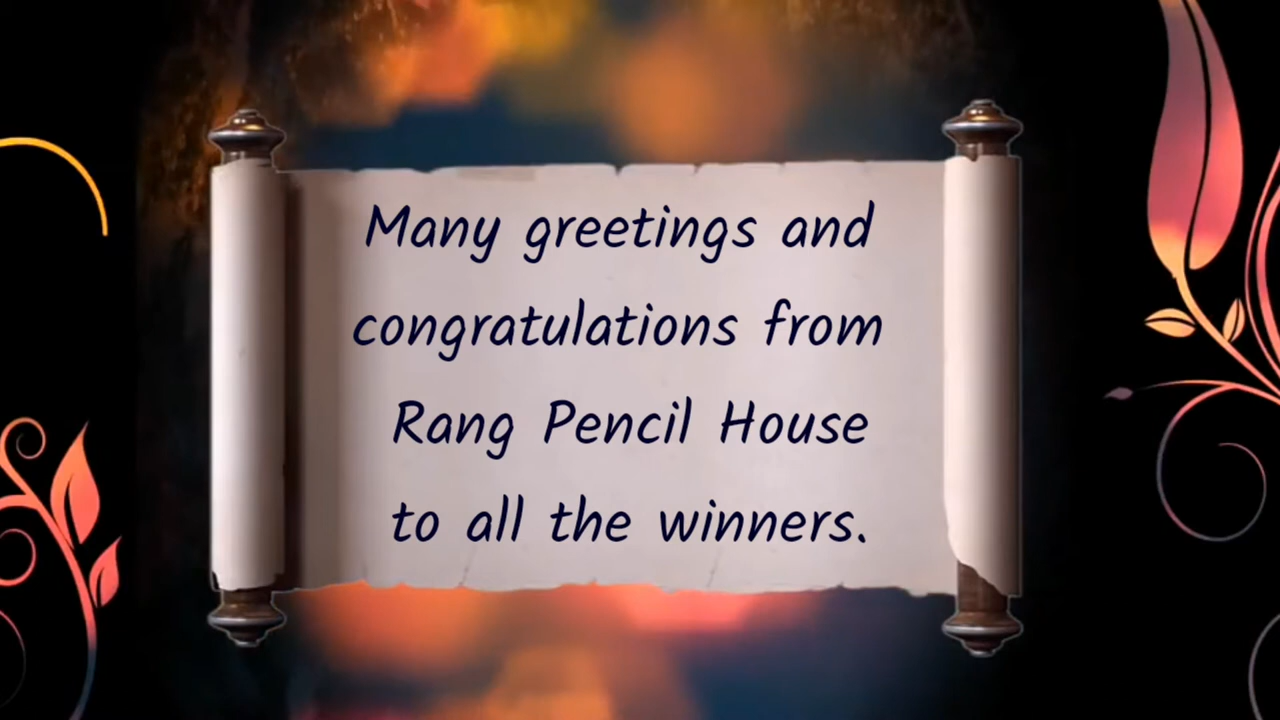 Many greetings and
congratulations from
Rang Pencil House
to all the winners.